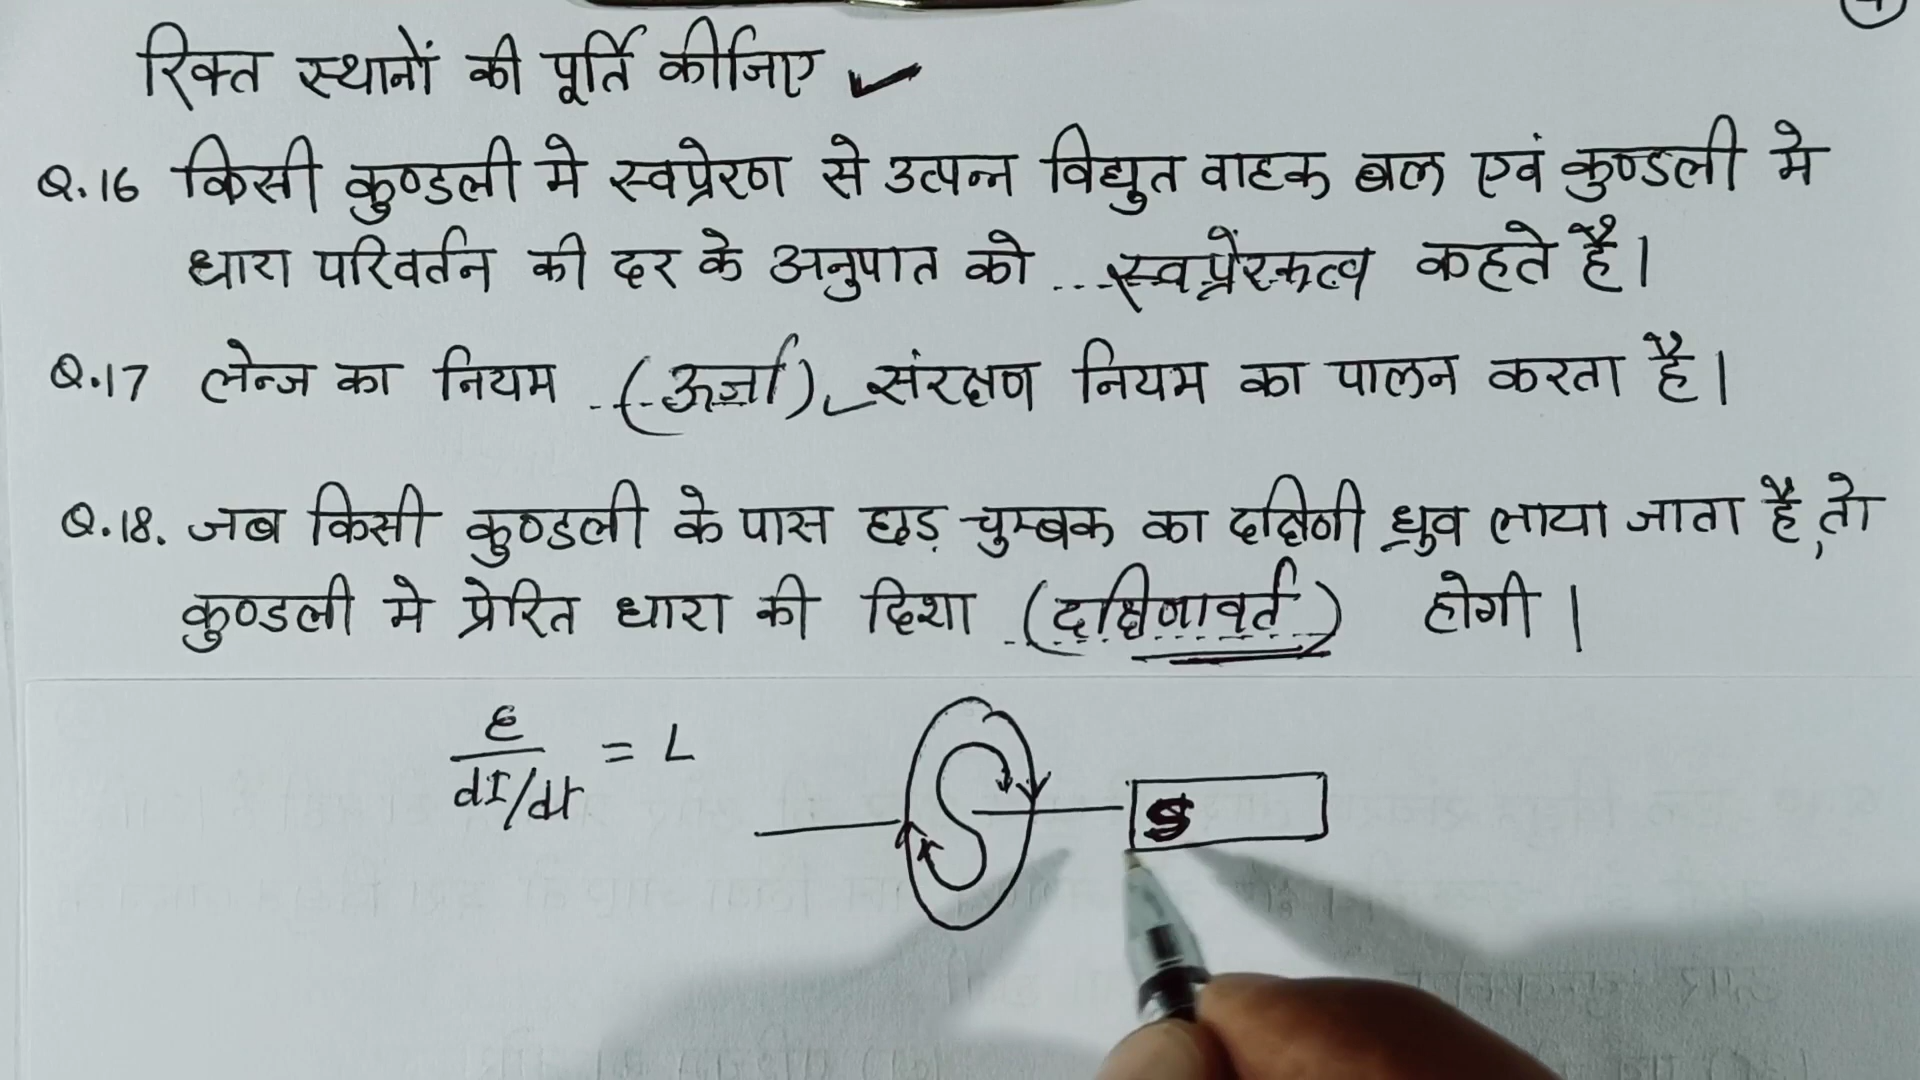 रिक्त स्थानों की पूर्ति कीजिए
Q.16 किसी कुण्डली मे स्वप्रेरण से उत्पन्न विद्युत वाहक बल एवं कुण्डली मे
धारा परिवर्तन की दर के अनुपात को ... स्वप्रेरकत्व कहते है।
Q.17 लेन्ज का नियम (ऊर्जा) संरक्षण नियम का पालन करता है।
Q.18. जब किसी कुण्डली के पास छड़ चुम्बक का दक्षिणी ध्रुव लाया जाता है, तो
कुण्डली मे प्रेरित धारा की दिशा (दक्षिणावर्त) होगी।
ε / dI/dt = L
S
S